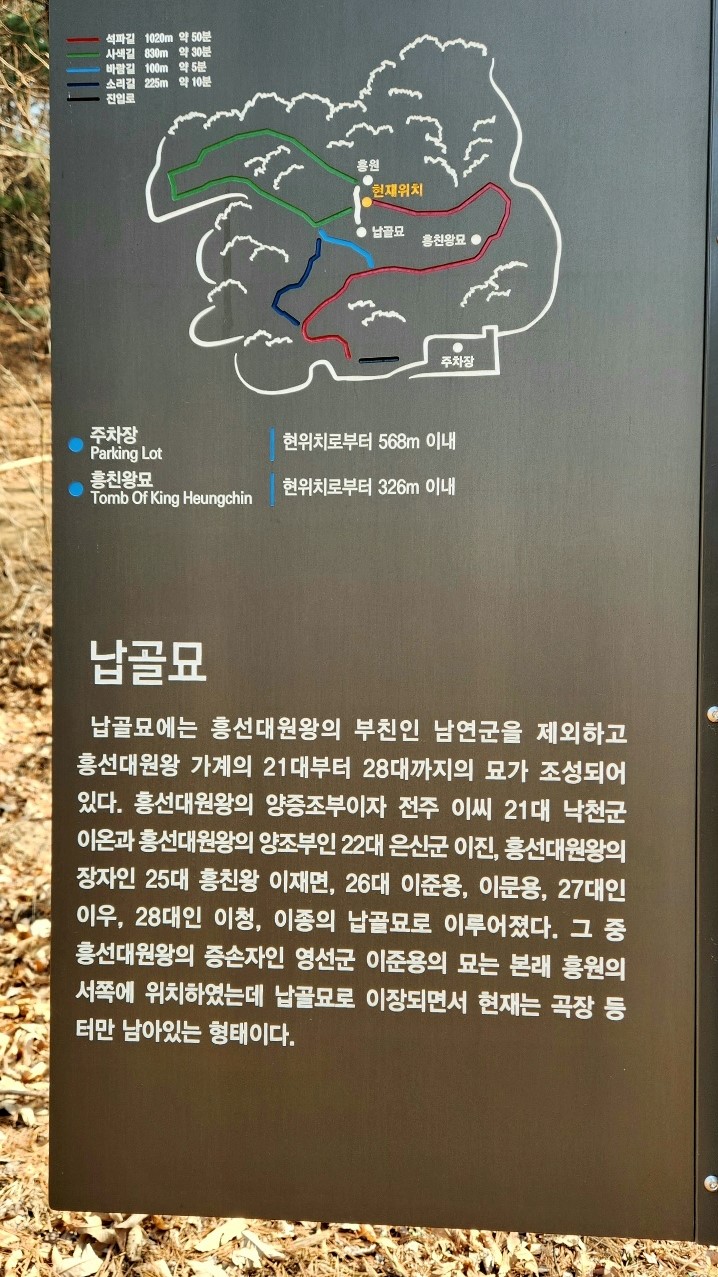 석파길 1020m 약 50분
사색길 830m 약 30분
바람길 100m 약 5분
소리길 225m 약 10분
진입로
흥원
현재위치
납골묘
흥친왕묘
주차장
주차장
Parking Lot
현위치로부터 568m 이내
흥친왕묘
Tomb Of King Heungchin
현위치로부터 326m 이내
납골묘
납골묘에는 흥선대원왕의 부친인 남연군을 제외하고
흥선대원왕 가계의 21대부터 28대까지의 묘가 조성되어
있다. 흥선대원왕의 양증조부이자 전주 이씨 21대 낙천군
이온과 흥선대원왕의 양조부인 22대 은신군 이진, 흥선대원왕의
장자인 25대 흥친왕 이재면, 26대 이준용, 이문용, 27대인
이우, 28대인 이청, 이종의 납골묘로 이루어졌다. 그 중
흥선대원왕의 증손자인 영선군 이준용의 묘는 본래 흥원의
서쪽에 위치하였는데 납골묘로 이장되면서 현재는 곡장 등
터만 남아있는 형태이다.